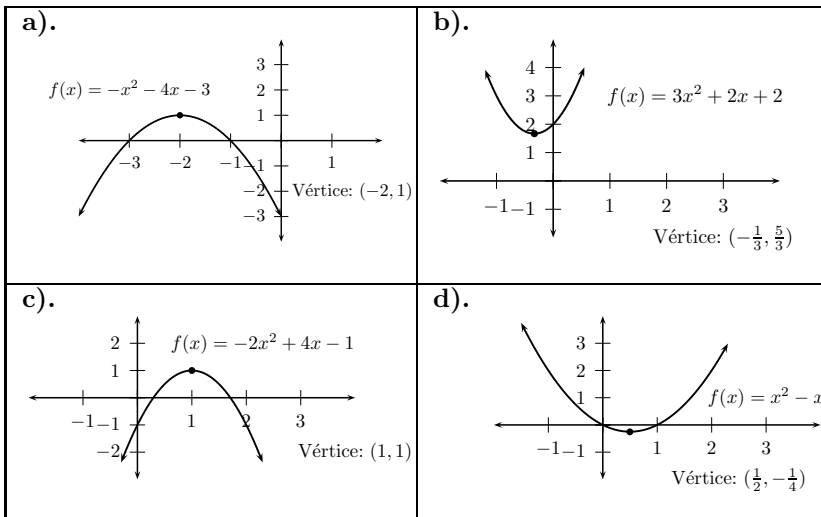 a).
f(x) = −x² − 4x − 3
3
2
1
−3
−2
−1
1
−1
−2
−3
Vértice: (−2, 1)
b).
4
3
2
1
f(x) = 3x² + 2x + 2
−1
1
2
3
−1
Vértice: (−1/3, 5/3)
c).
2
1
f(x) = −2x² + 4x − 1
−1
1
2
3
−1
−2
Vértice: (1, 1)
d).
3
2
1
f(x) = x² − x
−1
1
2
3
−1
Vértice: (1/2, −1/4)